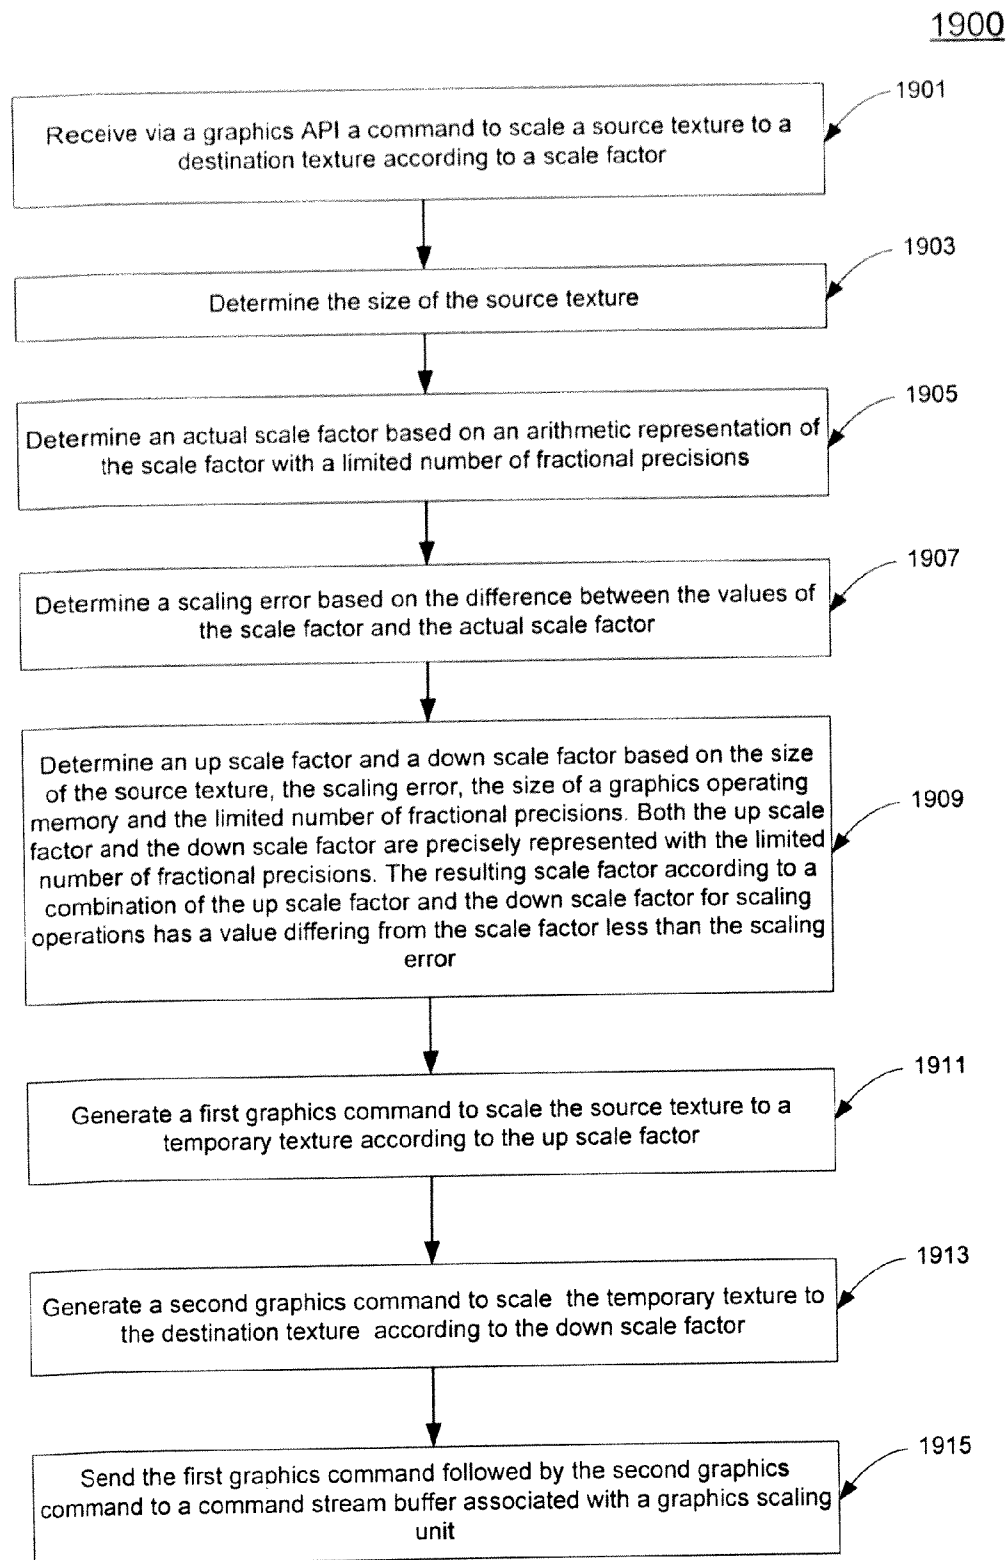 1900
1901
Receive via a graphics API a command to scale a source texture to a
destination texture according to a scale factor
1903
Determine the size of the source texture
1905
Determine an actual scale factor based on an arithmetic representation of
the scale factor with a limited number of fractional precisions
1907
Determine a scaling error based on the difference between the values of
the scale factor and the actual scale factor
1909
Determine an up scale factor and a down scale factor based on the size
of the source texture, the scaling error, the size of a graphics operating
memory and the limited number of fractional precisions. Both the up scale
factor and the down scale factor are precisely represented with the limited
number of fractional precisions. The resulting scale factor according to a
combination of the up scale factor and the down scale factor for scaling
operations has a value differing from the scale factor less than the scaling
error
1911
Generate a first graphics command to scale the source texture to a
temporary texture according to the up scale factor
1913
Generate a second graphics command to scale the temporary texture to
the destination texture according to the down scale factor
1915
Send the first graphics command followed by the second graphics
command to a command stream buffer associated with a graphics scaling
unit